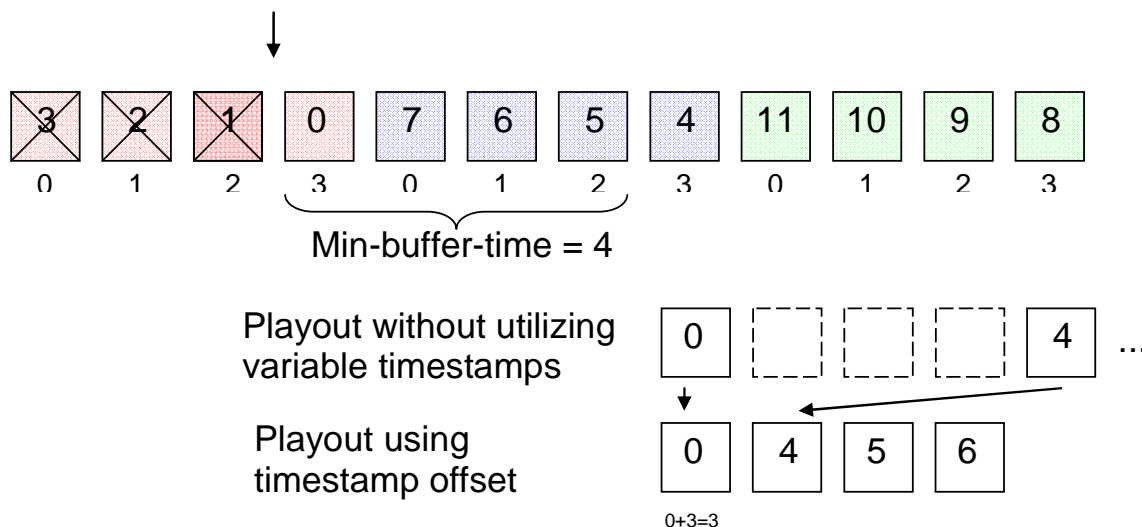 3 2 1 0 7 6 5 4 11 10 9 8
0 1 2 3 0 1 2 3 0 1 2 3
Min-buffer-time = 4
Playout without utilizing
variable timestamps
0 4 ...
Playout using
timestamp offset
0 4 5 6
0+3=3